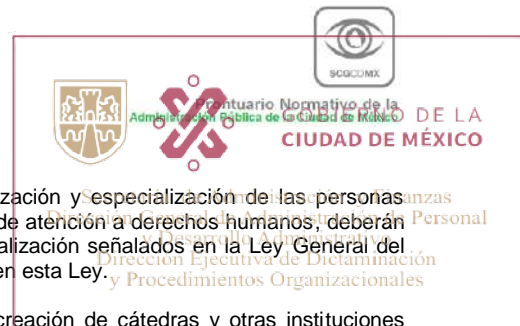 SCGCDMX
Prontuario Normativo de la
Administración Pública de la Ciudad de México
GOBIERNO DE LA
CIUDAD DE MÉXICO
Secretaría de Administración y Finanzas
Dirección General de Administración de Personal
y Desarrollo Administrativo
Dirección Ejecutiva de Dictaminación
y Procedimientos Organizacionales
zación y especialización de las personas
de atención a derechos humanos, deberán
alización señalados en la Ley General del
en esta Ley.
creación de cátedras y otras instituciones